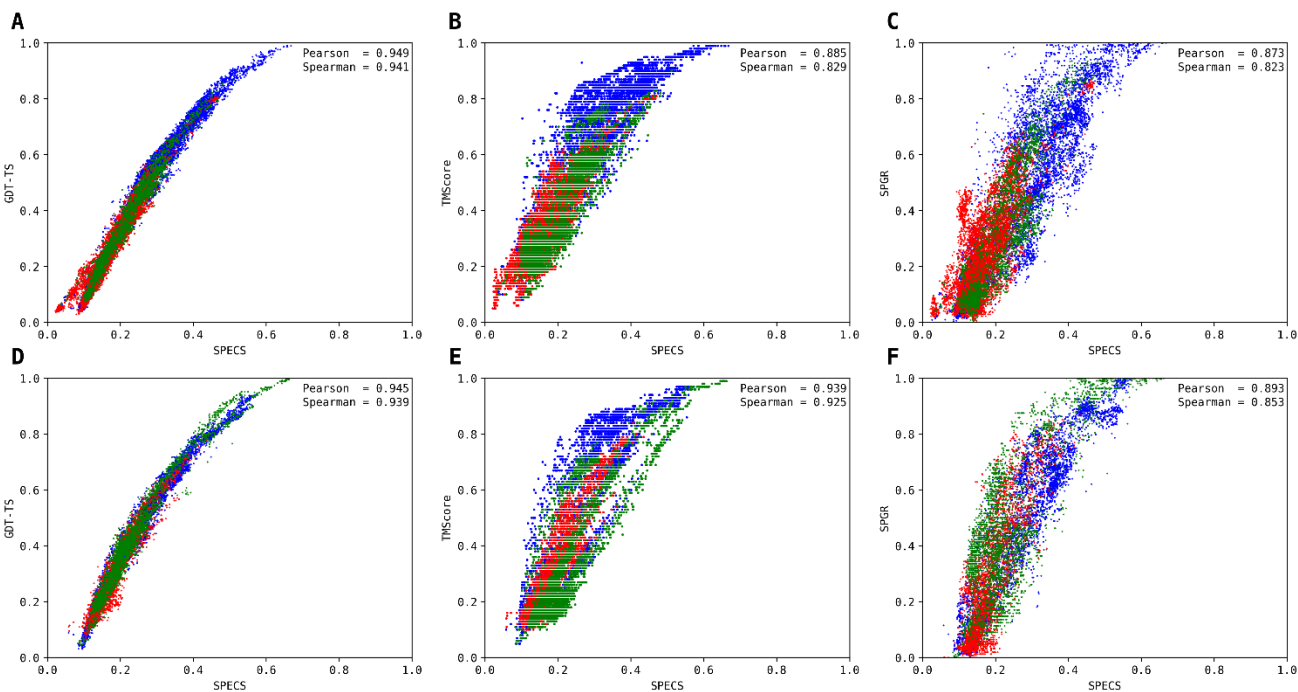 A
B
C
1.0
0.8
0.6
0.4
0.2
0.0
GDT-TS
Pearson = 0.949
Spearman = 0.941
0.0 0.2 0.4 0.6 0.8 1.0
SPECS
1.0
0.8
0.6
0.4
0.2
0.0
TMScore
Pearson = 0.885
Spearman = 0.829
0.0 0.2 0.4 0.6 0.8 1.0
SPECS
1.0
0.8
0.6
0.4
0.2
0.0
SPGR
Pearson = 0.873
Spearman = 0.823
0.0 0.2 0.4 0.6 0.8 1.0
SPECS
D
E
F
1.0
0.8
0.6
0.4
0.2
0.0
GDT-TS
Pearson = 0.945
Spearman = 0.939
0.0 0.2 0.4 0.6 0.8 1.0
SPECS
1.0
0.8
0.6
0.4
0.2
0.0
TMScore
Pearson = 0.939
Spearman = 0.925
0.0 0.2 0.4 0.6 0.8 1.0
SPECS
1.0
0.8
0.6
0.4
0.2
0.0
SPGR
Pearson = 0.893
Spearman = 0.853
0.0 0.2 0.4 0.6 0.8 1.0
SPECS